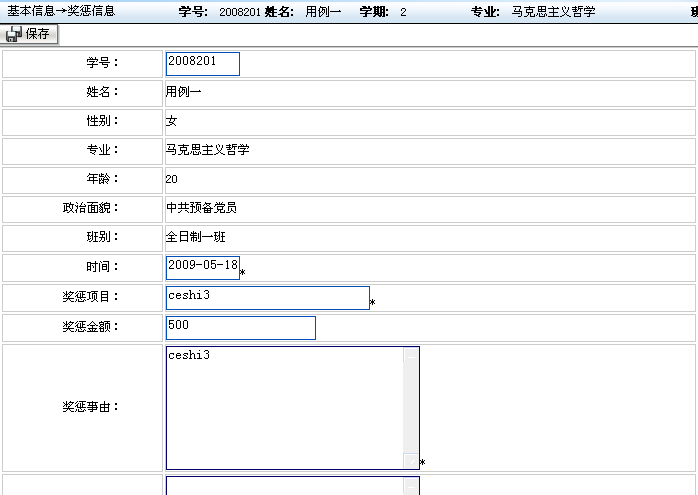 基本信息→奖惩信息 学号: 2008201 姓名: 用例一 学期: 2 专业: 马克思主义哲学
保存
学号： 2008201
姓名： 用例一
性别： 女
专业： 马克思主义哲学
年龄： 20
政治面貌： 中共预备党员
班别： 全日制一班
时间： 2009-05-18*
奖惩项目： ceshi3*
奖惩金额： 500
奖惩事由： ceshi3*